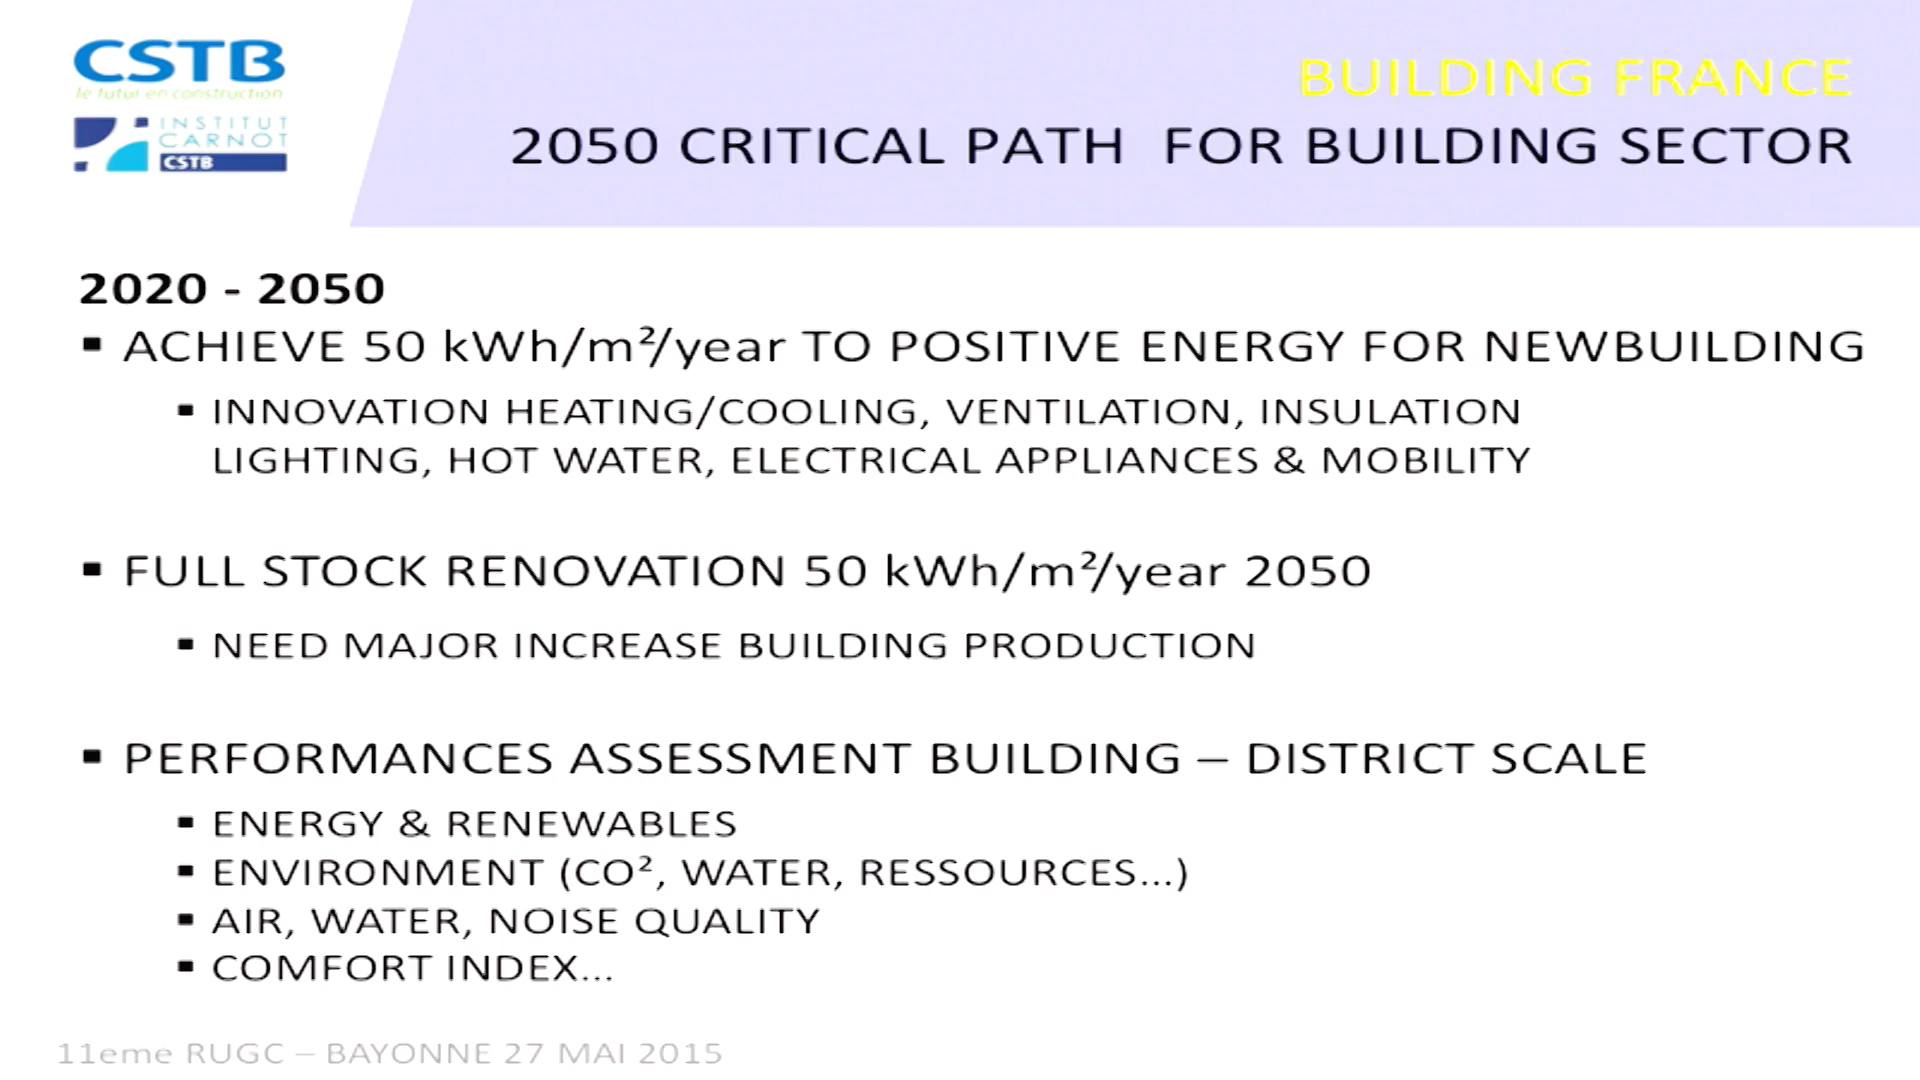 CSTB
le futur en construction
INSTITUT
CARNOT
CSTB
BUILDING FRANCE
2050 CRITICAL PATH FOR BUILDING SECTOR
2020 - 2050
▪ ACHIEVE 50 kWh/m²/year TO POSITIVE ENERGY FOR NEWBUILDING
▪ INNOVATION HEATING/COOLING, VENTILATION, INSULATION
LIGHTING, HOT WATER, ELECTRICAL APPLIANCES & MOBILITY
▪ FULL STOCK RENOVATION 50 kWh/m²/year 2050
▪ NEED MAJOR INCREASE BUILDING PRODUCTION
▪ PERFORMANCES ASSESSMENT BUILDING – DISTRICT SCALE
▪ ENERGY & RENEWABLES
▪ ENVIRONMENT (CO², WATER, RESSOURCES...)
▪ AIR, WATER, NOISE QUALITY
▪ COMFORT INDEX...
11eme RUGC – BAYONNE 27 MAI 2015